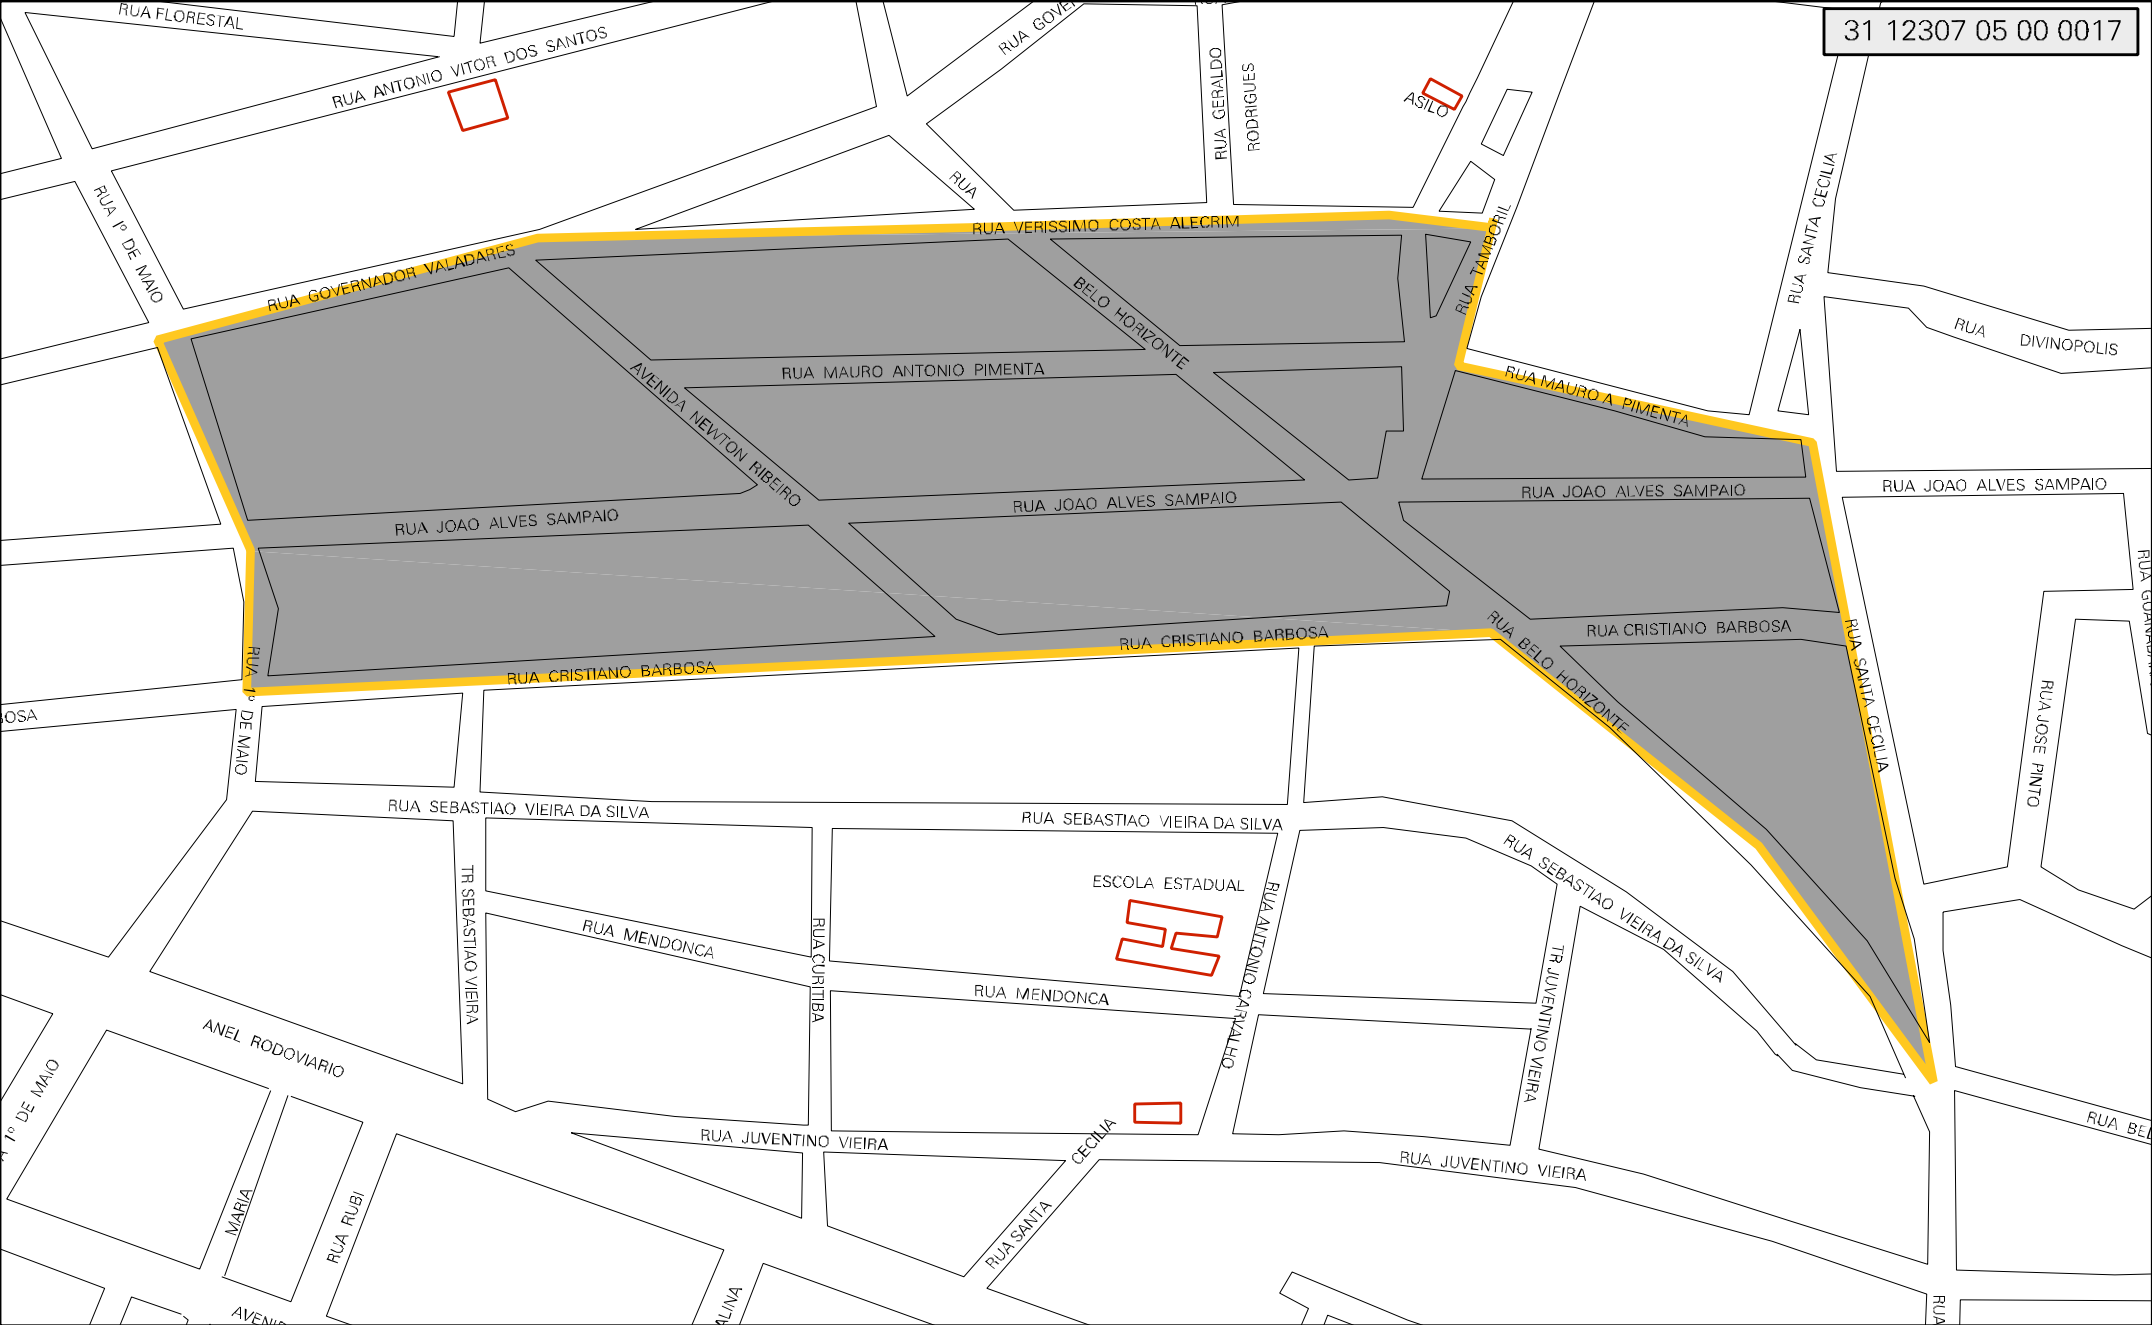 RUA FLORESTAL
31 12307 05 00 0017
RUA ANTONIO VITOR DOS SANTOS
RUA GERALDO
RODRIGUES
ASILO
RUA 1º DE MAIO
RUA
RUA SANTA CECILIA
RUA VERISSIMO COSTA ALECRIM
RUA TAMBORIL
RUA GOVERNADOR VALADARES
BELO HORIZONTE
RUA DIVINOPOLIS
RUA MAURO ANTONIO PIMENTA
RUA MAURO A PIMENTA
AVENIDA NEWTON RIBEIRO
RUA JOAO ALVES SAMPAIO
RUA JOAO ALVES SAMPAIO
RUA JOAO ALVES SAMPAIO
RUA JOAO ALVES SAMPAIO
RUA CRISTIANO BARBOSA
RUA CRISTIANO BARBOSA
RUA CRISTIANO BARBOSA
RUA BELO HORIZONTE
RUA SANTA CECILIA
RUA JOSE PINTO
RUA 1º DE MAIO
RUA SEBASTIAO VIEIRA DA SILVA
RUA SEBASTIAO VIEIRA DA SILVA
RUA SEBASTIAO VIEIRA DA SILVA
TR SEBASTIAO VIEIRA
ESCOLA ESTADUAL
RUA ANTONIO CARVALHO
RUA MENDONCA
RUA CURITIBA
RUA MENDONCA
TR JUVENTINO VIEIRA
ANEL RODOVIARIO
1º DE MAIO
RUA JUVENTINO VIEIRA
RUA JUVENTINO VIEIRA
RUA SANTA CECILIA
MARIA
RUA RUBI
RUA